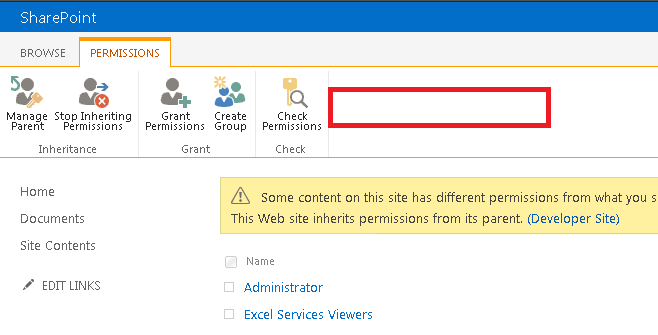 SharePoint
BROWSE
PERMISSIONS
Manage
Parent
Stop Inheriting
Permissions
Grant
Permissions
Create
Group
Check
Permissions
Inheritance
Grant
Check
Home
Documents
Site Contents
EDIT LINKS
Some content on this site has different permissions from what you s
This Web site inherits permissions from its parent. (Developer Site)
Name
Administrator
Excel Services Viewers